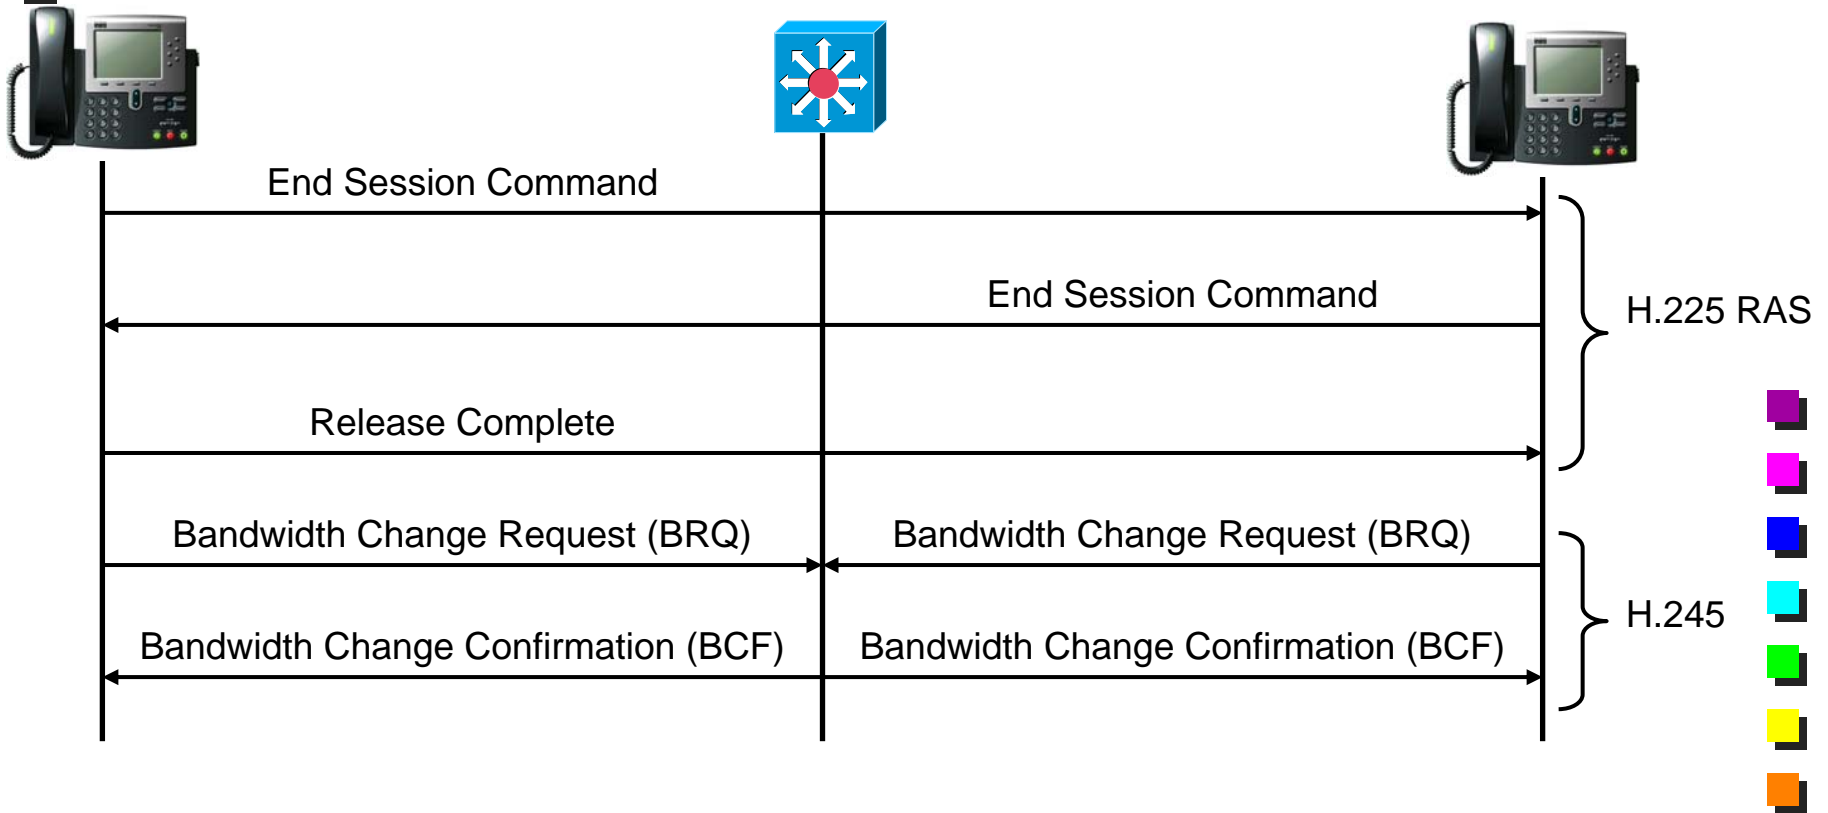 End Session Command
End Session Command
H.225 RAS
Release Complete
Bandwidth Change Request (BRQ)
Bandwidth Change Request (BRQ)
H.245
Bandwidth Change Confirmation (BCF)
Bandwidth Change Confirmation (BCF)